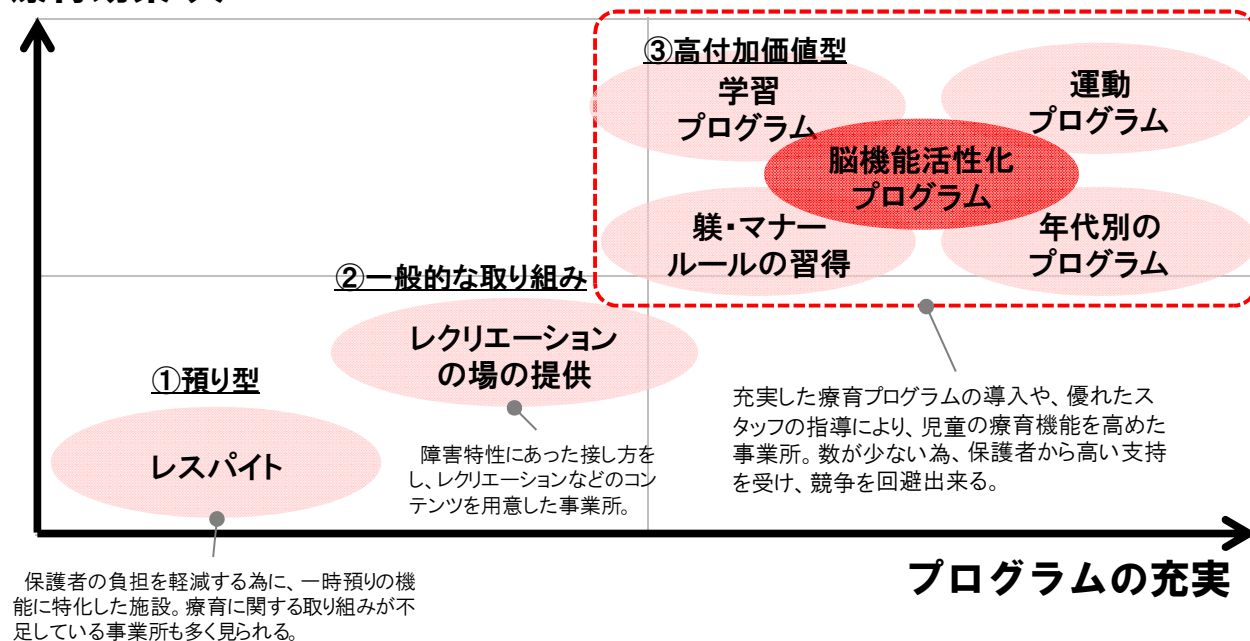 ③高付加価値型
学習
プログラム
運動
プログラム
脳機能活性化
プログラム
躾・マナー
ルールの習得
年代別の
プログラム
②一般的な取り組み
レクリエーション
の場の提供
①預り型
レスパイト
障害特性にあった接し方を
し、レクリエーションなどのコン
テンツを用意した事業所。
充実した療育プログラムの導入や、優れたス
タッフの指導により、児童の療育機能を高めた
事業所。数が少ない為、保護者から高い支持
を受け、競争を回避出来る。
プログラムの充実
保護者の負担を軽減する為に、一時預りの機
能に特化した施設。療育に関する取り組みが不
足している事業所も多く見られる。